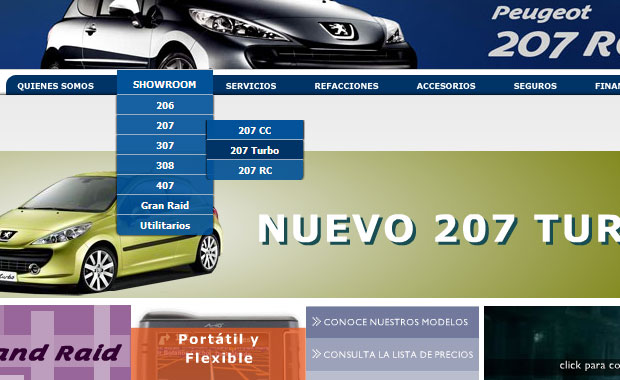 Peugeot
207 R
QUIENES SOMOS SHOWROOM SERVICIOS REFACCIONES ACCESORIOS SEGUROS FINAN
206
207
307
308
407
Gran Raid
Utilitarios
207 CC
207 Turbo
207 RC
NUEVO 207 TUR
and Raid
Portátil y
Flexible
CONOCE NUESTROS MODELOS
CONSULTA LA LISTA DE PRECIOS
click para co